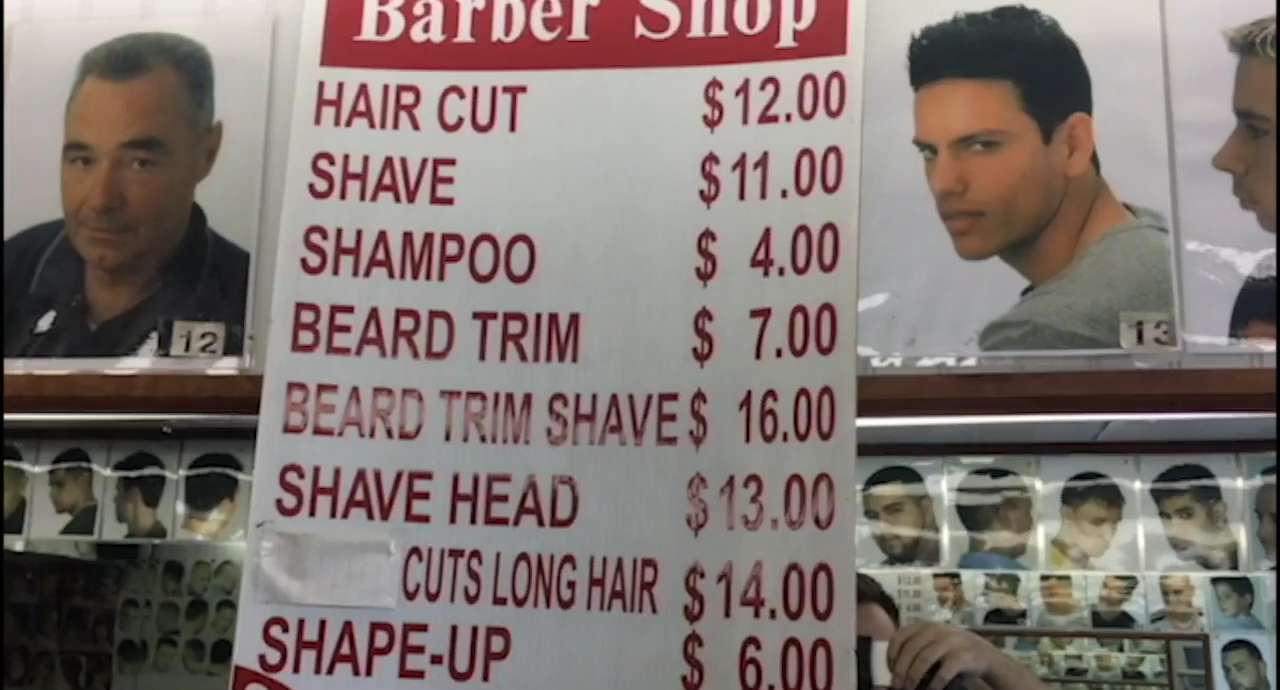 Barber Shop
HAIR CUT $12.00
SHAVE $11.00
SHAMPOO $ 4.00
BEARD TRIM $ 7.00
BEARD TRIM SHAVE $ 16.00
SHAVE HEAD $13.00
CUTS LONG HAIR $14.00
SHAPE-UP $ 6.00
12
13